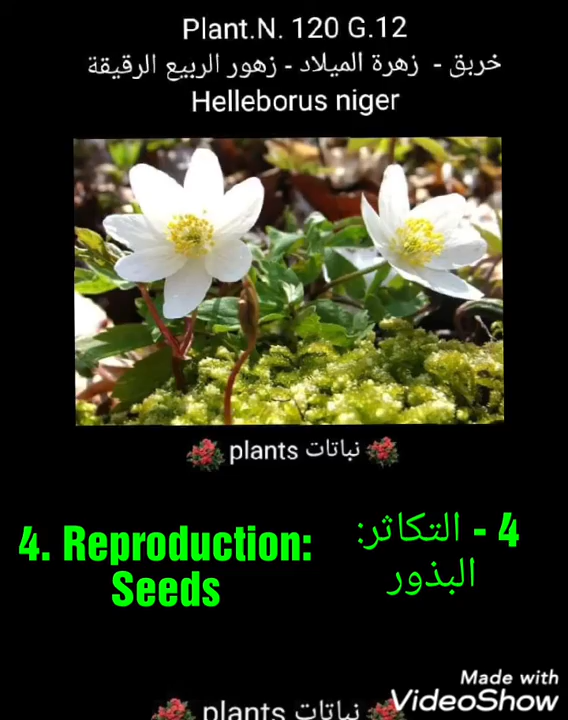 Plant.N. 120 G.12
خربق - زهرة الميلاد - زهور الربيع الرقيقة
Helleborus niger
plants نباتات
4. Reproduction:
Seeds
4 - التكاثر:
البذور
Made with
VideoShow
plants نباتات